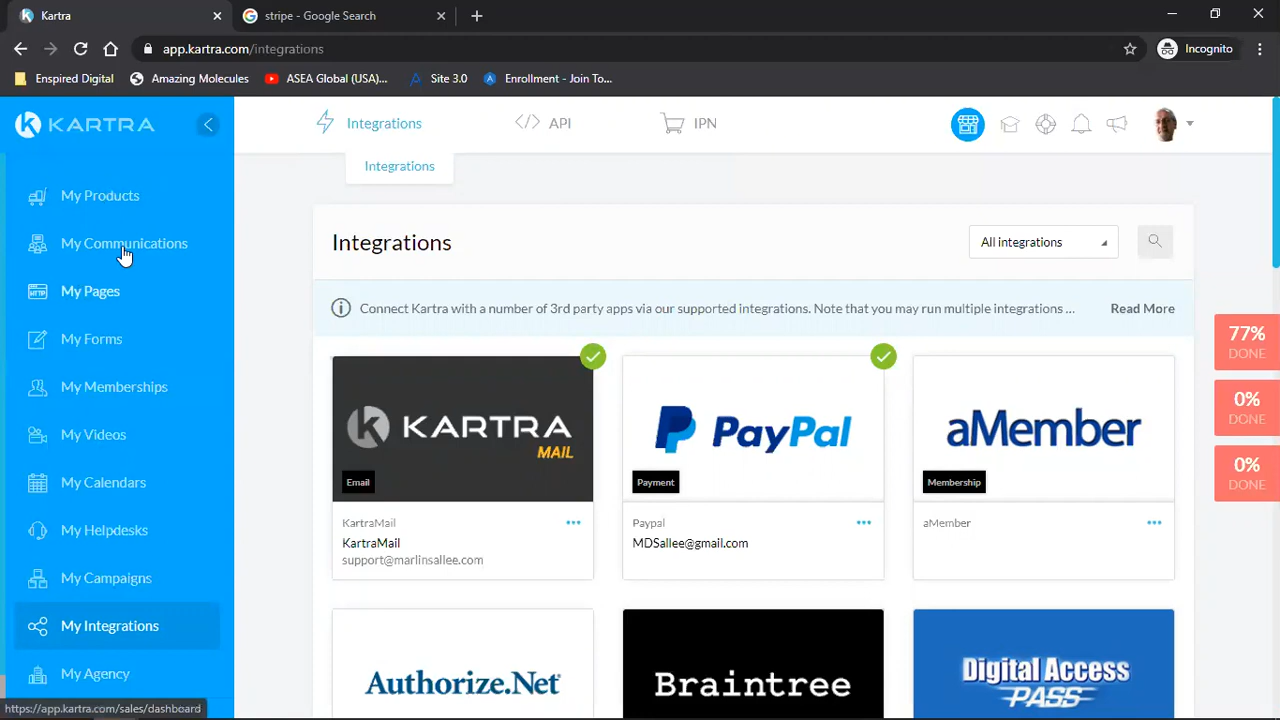 Kartra
stripe - Google Search
app.kartra.com/integrations
Incognito
Enspired Digital
Amazing Molecules
ASEA Global (USA)...
Site 3.0
Enrollment - Join To...
KARTRA
Integrations
API
IPN
Integrations
My Products
My Communications
My Pages
My Forms
My Memberships
My Videos
My Calendars
My Helpdesks
My Campaigns
My Integrations
My Agency
https://app.kartra.com/sales/dashboard
Integrations
All integrations
Connect Kartra with a number of 3rd party apps via our supported integrations. Note that you may run multiple integrations ...
Read More
KARTRA
MAIL
Email
KartraMail
KartraMail
support@marlinsallee.com
PayPal
Payment
Paypal
MDSallee@gmail.com
aMember
Membership
aMember
Authorize.Net
Braintree
Digital Access
PASS
77%
DONE
0%
DONE
0%
DONE